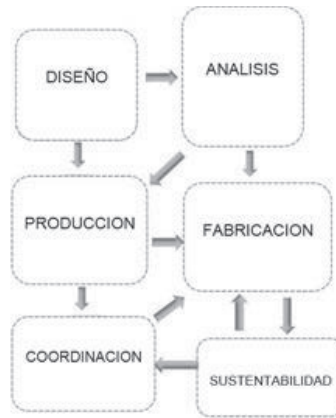 DISEÑO
ANALISIS
PRODUCCION
FABRICACION
COORDINACION
SUSTENTABILIDAD